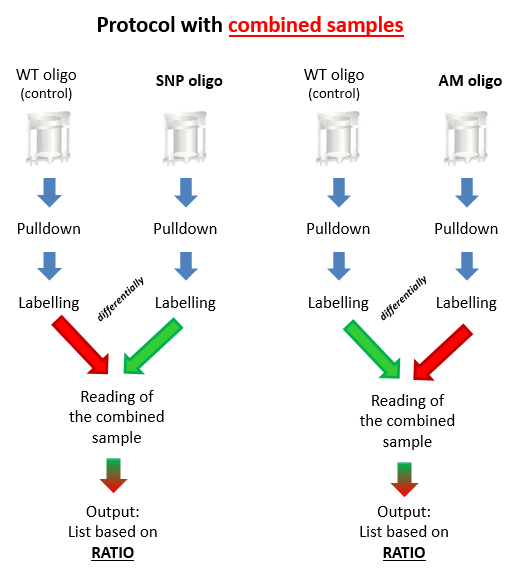 Protocol with combined samples
WT oligo
(control)
SNP oligo
Pulldown
Pulldown
Labelling
differentially
Labelling
Reading of
the combined
sample
Output:
List based on
RATIO
WT oligo
(control)
AM oligo
Pulldown
Pulldown
Labelling
differentially
Labelling
Reading of
the combined
sample
Output:
List based on
RATIO